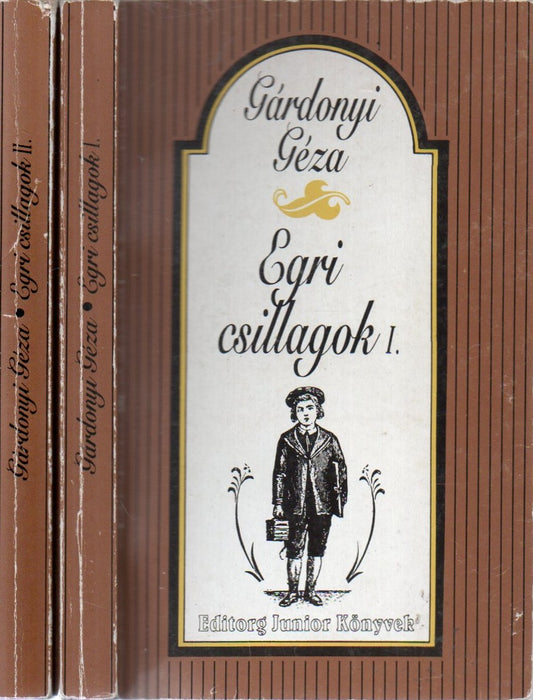 Gárdonyi Géza • Egri csillagok II.
Gárdonyi Géza • Egri csillagok I.
Gárdonyi
Géza
Egri
csillagok I.
Editorg Junior Könyvek